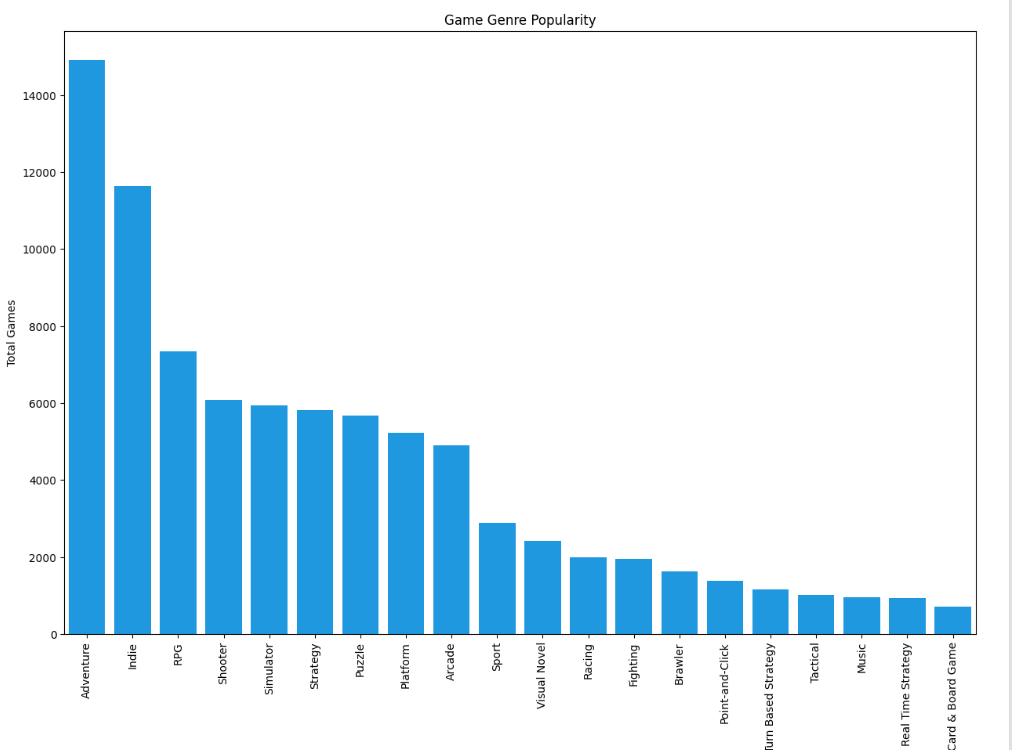 Game Genre Popularity
Total Games
14000
12000
10000
8000
6000
4000
2000
0
Adventure
Indie
RPG
Shooter
Simulator
Strategy
Puzzle
Platform
Arcade
Sport
Visual Novel
Racing
Fighting
Brawler
Point-and-Click
Turn Based Strategy
Tactical
Music
Real Time Strategy
Card & Board Game